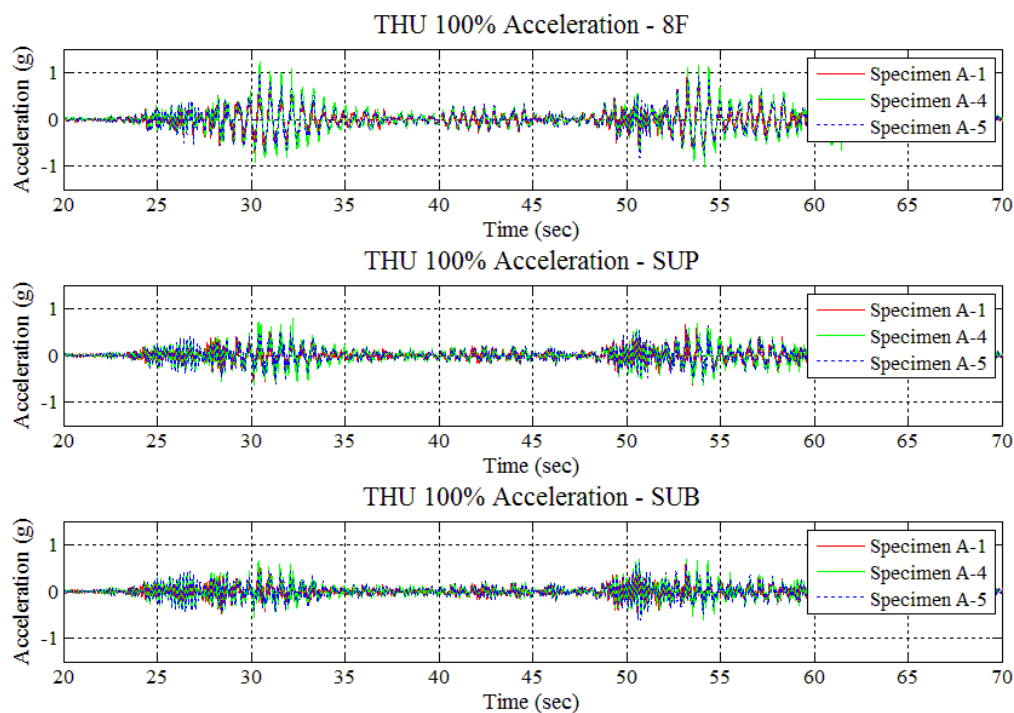 THU 100% Acceleration - 8F
Acceleration (g)
1
0
-1
Specimen A-1
Specimen A-4
Specimen A-5
20 25 30 35 40 45 50 55 60 65 70
Time (sec)
THU 100% Acceleration - SUP
Acceleration (g)
1
0
-1
Specimen A-1
Specimen A-4
Specimen A-5
20 25 30 35 40 45 50 55 60 65 70
Time (sec)
THU 100% Acceleration - SUB
Acceleration (g)
1
0
-1
Specimen A-1
Specimen A-4
Specimen A-5
20 25 30 35 40 45 50 55 60 65 70
Time (sec)